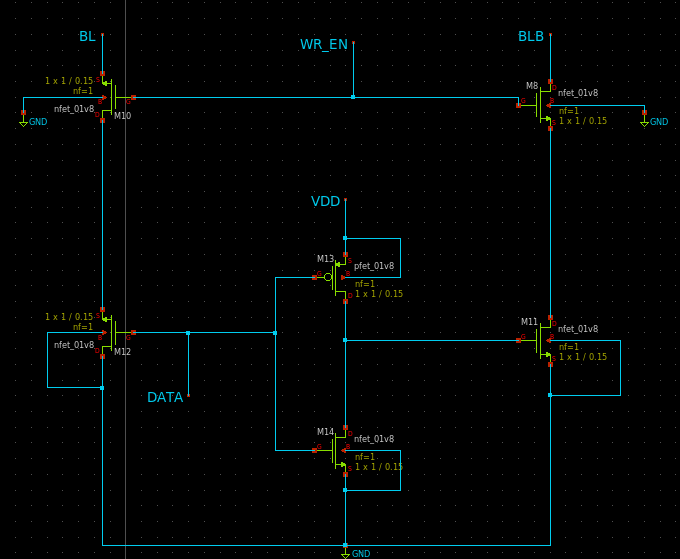 BL
WR_EN
BLB
1 x 1 / 0.15
nf=1
nfet_01v8
M10
GND
M8
nfet_01v8
nf=1
1 x 1 / 0.15
GND
VDD
M13
pfet_01v8
nf=1
1 x 1 / 0.15
1 x 1 / 0.15
nf=1
nfet_01v8
M12
M11
nfet_01v8
nf=1
1 x 1 / 0.15
DATA
M14
nfet_01v8
nf=1
1 x 1 / 0.15
GND